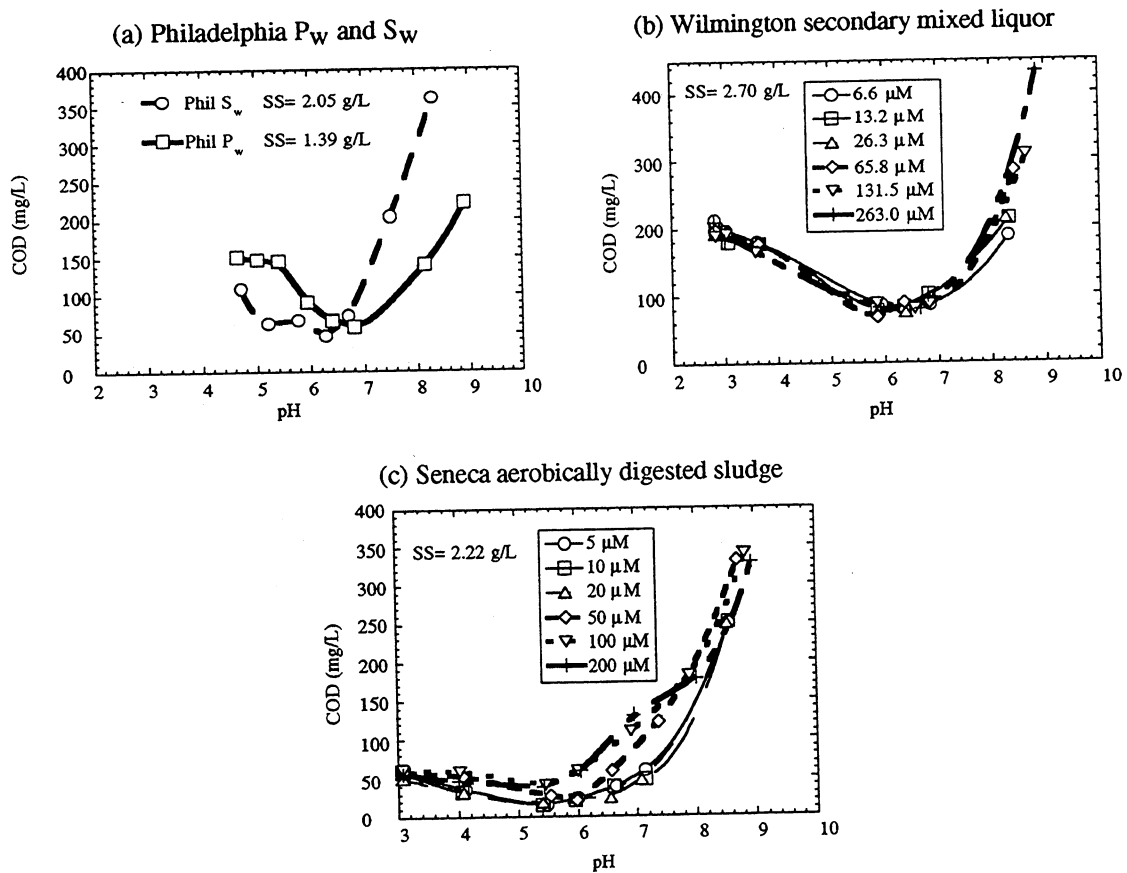 (a) Philadelphia PW and SW
400
350
300
250
200
150
100
50
0
COD (mg/L)
Phil Sw SS= 2.05 g/L
Phil Pw SS= 1.39 g/L
2 3 4 5 6 7 8 9 10
pH
(b) Wilmington secondary mixed liquor
400
300
200
100
0
COD (mg/L)
SS= 2.70 g/L
6.6 µM
13.2 µM
26.3 µM
65.8 µM
131.5 µM
263.0 µM
2 3 4 5 6 7 8 9 10
pH
(c) Seneca aerobically digested sludge
400
350
300
250
200
150
100
50
0
COD (mg/L)
SS= 2.22 g/L
5 µM
10 µM
20 µM
50 µM
100 µM
200 µM
3 4 5 6 7 8 9 10
pH